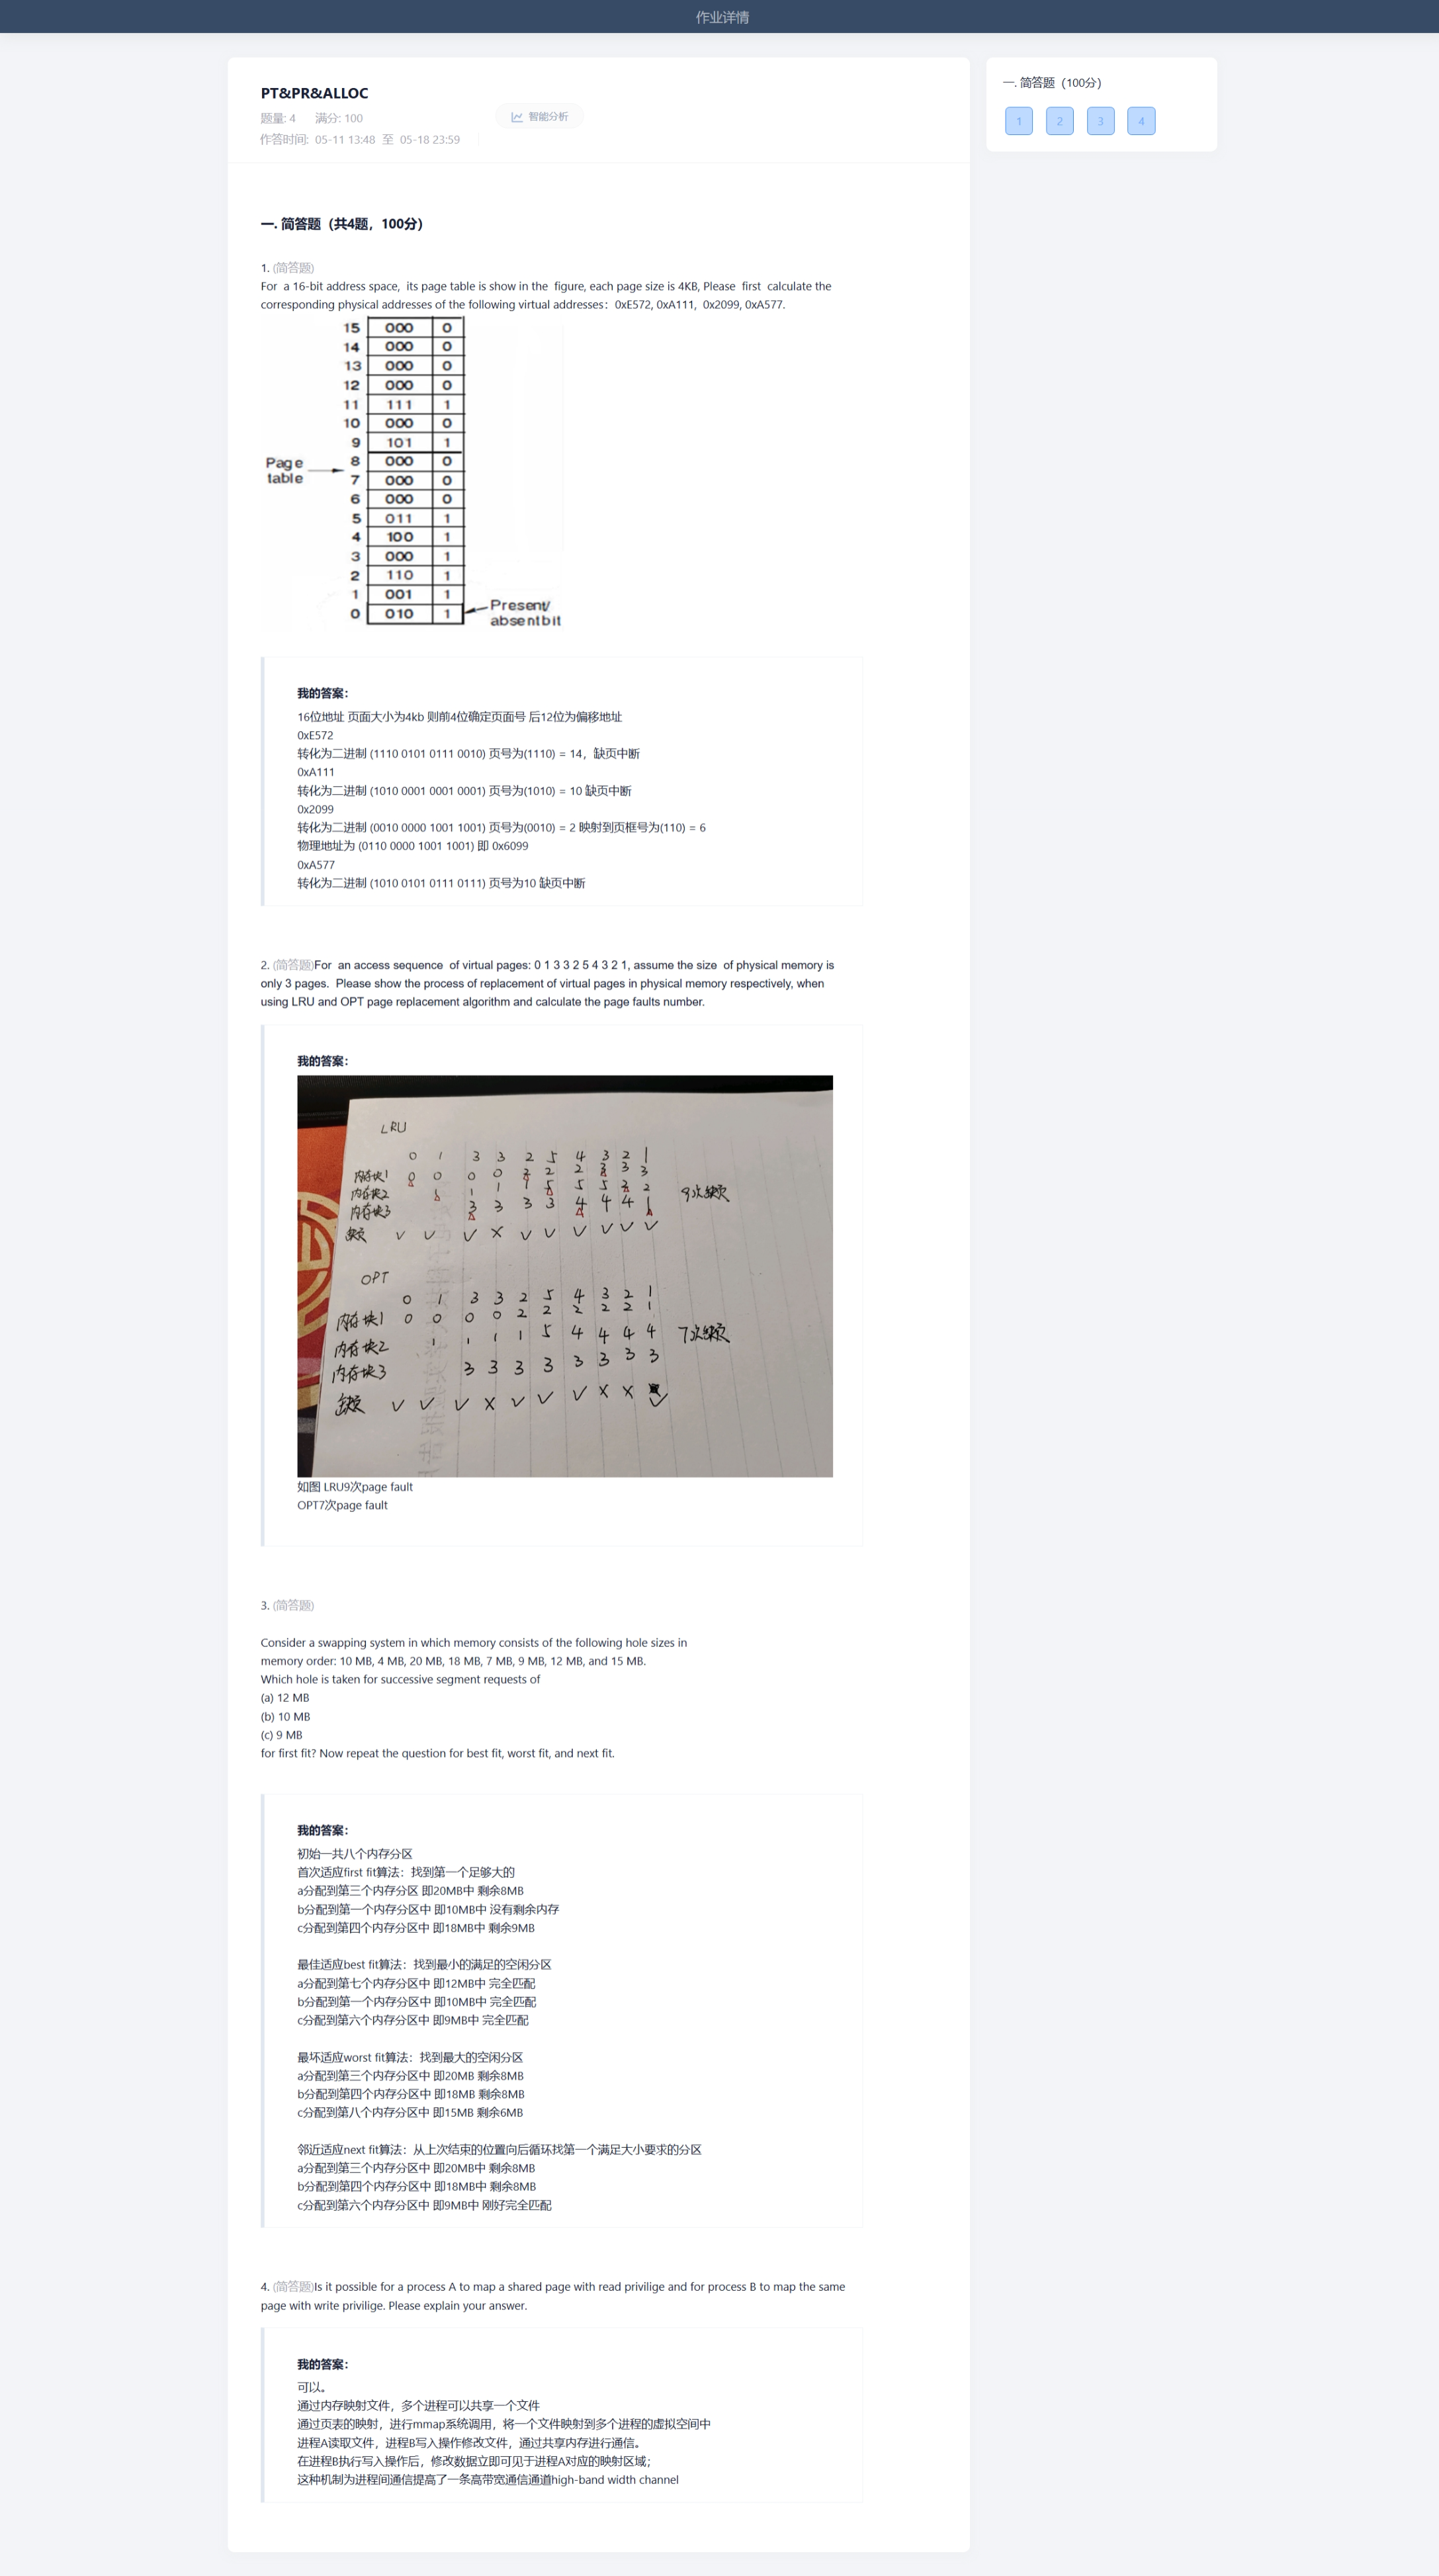 作业详情
PT&PR&ALLOC
题量: 4 满分: 100
智能分析
作答时间: 05-11 13:48 至 05-18 23:59
一. 简答题（100分）
1 2 3 4
一. 简答题（共4题，100分）
1. (简答题)
For a 16-bit address space, its page table is show in the figure, each page size is 4KB, Please first calculate the
corresponding physical addresses of the following virtual addresses：0xE572, 0xA111, 0x2099, 0xA577.
15 000 0
14 000 0
13 000 0
12 000 0
11 111 1
10 000 0
9 101 1
Page table
8 000 0
7 000 0
6 000 0
5 011 1
4 100 1
3 000 1
2 110 1
1 001 1
0 010 1
Present/
absent bit
我的答案：
16位地址 页面大小为4kb 则前4位确定页面号 后12位为偏移地址
0xE572
转化为二进制 (1110 0101 0111 0010) 页号为(1110) = 14，缺页中断
0xA111
转化为二进制 (1010 0001 0001 0001) 页号为(1010) = 10 缺页中断
0x2099
转化为二进制 (0010 0000 1001 1001) 页号为(0010) = 2 映射到页框号为(110) = 6
物理地址为 (0110 0000 1001 1001) 即 0x6099
0xA577
转化为二进制 (1010 0101 0111 0111) 页号为10 缺页中断
2. (简答题)For an access sequence of virtual pages: 0 1 3 3 2 5 4 3 2 1, assume the size of physical memory is
only 3 pages. Please show the process of replacement of virtual pages in physical memory respectively, when
using LRU and OPT page replacement algorithm and calculate the page faults number.
我的答案：
LRU
0 1 3 3 2 5 4 3 2 1
内存块1 0 0 0 0 2 2 2 3 3 3
内存块2 1 1 1 1 5 5 5 2 2
内存块3 3 3 3 3 4 4 4 1
缺页 √ √ √ × √ √ √ √ √ √
9次缺页
OPT
0 1 3 3 2 5 4 3 2 1
内存块1 0 0 0 0 2 2 2 2 2 1
内存块2 1 1 1 1 5 4 4 4 4
内存块3 3 3 3 3 3 3 3 3
缺页 √ √ √ × √ √ √ × × √
7次缺页
如图 LRU9次page fault
OPT7次page fault
3. (简答题)
Consider a swapping system in which memory consists of the following hole sizes in
memory order: 10 MB, 4 MB, 20 MB, 18 MB, 7 MB, 9 MB, 12 MB, and 15 MB.
Which hole is taken for successive segment requests of
(a) 12 MB
(b) 10 MB
(c) 9 MB
for first fit? Now repeat the question for best fit, worst fit, and next fit.
我的答案：
初始一共八个内存分区
首次适应first fit算法：找到第一个足够大的
a分配到第三个内存分区 即20MB中 剩余8MB
b分配到第一个内存分区中 即10MB中 没有剩余内存
c分配到第四个内存分区中 即18MB中 剩余9MB
最佳适应best fit算法：找到最小的满足的空闲分区
a分配到第七个内存分区中 即12MB中 完全匹配
b分配到第一个内存分区中 即10MB中 完全匹配
c分配到第六个内存分区中 即9MB中 完全匹配
最坏适应worst fit算法：找到最大的空闲分区
a分配到第三个内存分区中 即20MB 剩余8MB
b分配到第四个内存分区中 即18MB 剩余8MB
c分配到第八个内存分区中 即15MB 剩余6MB
邻近适应next fit算法：从上次结束的位置向后循环找第一个满足大小要求的分区
a分配到第三个内存分区中 即20MB中 剩余8MB
b分配到第四个内存分区中 即18MB中 剩余8MB
c分配到第六个内存分区中 即9MB中 刚好完全匹配
4. (简答题)Is it possible for a process A to map a shared page with read privilige and for process B to map the same
page with write privilige. Please explain your answer.
我的答案：
可以。
通过内存映射文件，多个进程可以共享一个文件
通过页表的映射，进行mmap系统调用，将一个文件映射到多个进程的虚拟空间中
进程A读取文件，进程B写入操作修改文件，通过共享内存进行通信。
在进程B执行写入操作后，修改数据立即可见于进程A对应的映射区域；
这种机制为进程间通信提高了一条高带宽通信通道high-band width channel